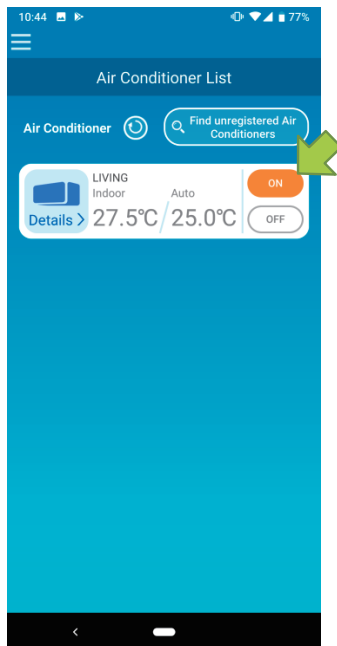 10:44
77%
Air Conditioner List
Air Conditioner
Find unregistered Air
Conditioners
LIVING
Indoor
Auto
ON
Details >
27.5℃
25.0℃
OFF